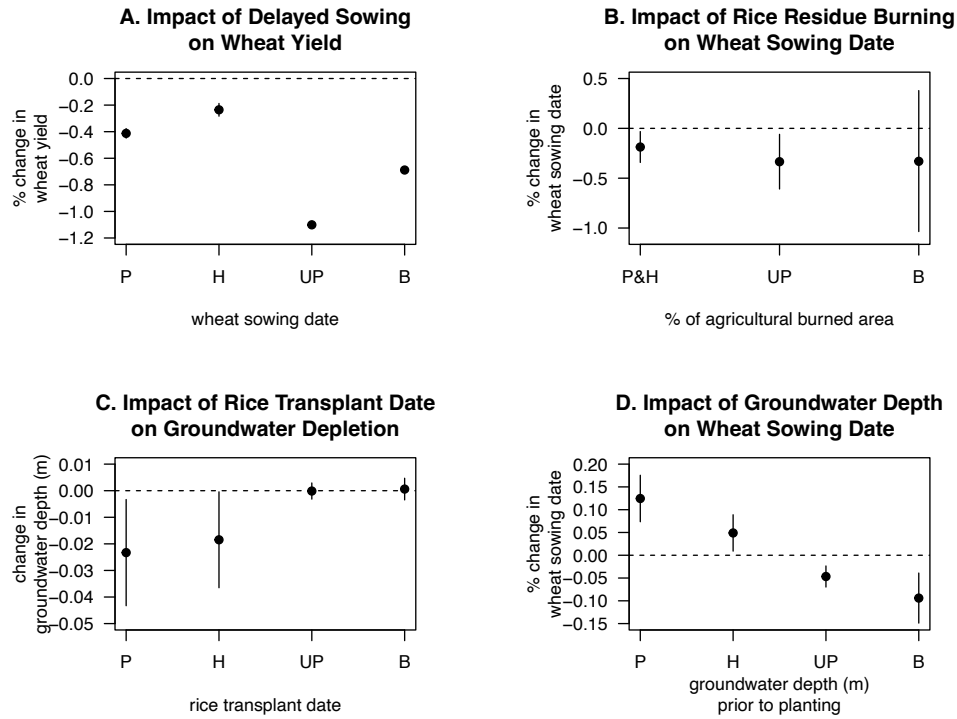 A. Impact of Delayed Sowing
on Wheat Yield
% change in
wheat yield
0.0
−0.2
−0.4
−0.6
−0.8
−1.0
−1.2
P H UP B
wheat sowing date
B. Impact of Rice Residue Burning
on Wheat Sowing Date
% change in
wheat sowing date
0.5
0.0
−0.5
−1.0
P&H UP B
% of agricultural burned area
C. Impact of Rice Transplant Date
on Groundwater Depletion
change in
groundwater depth (m)
0.01
0.00
−0.01
−0.02
−0.03
−0.04
−0.05
P H UP B
rice transplant date
D. Impact of Groundwater Depth
on Wheat Sowing Date
% change in
wheat sowing date
0.20
0.15
0.10
0.05
0.00
−0.05
−0.10
−0.15
P H UP B
groundwater depth (m)
prior to planting